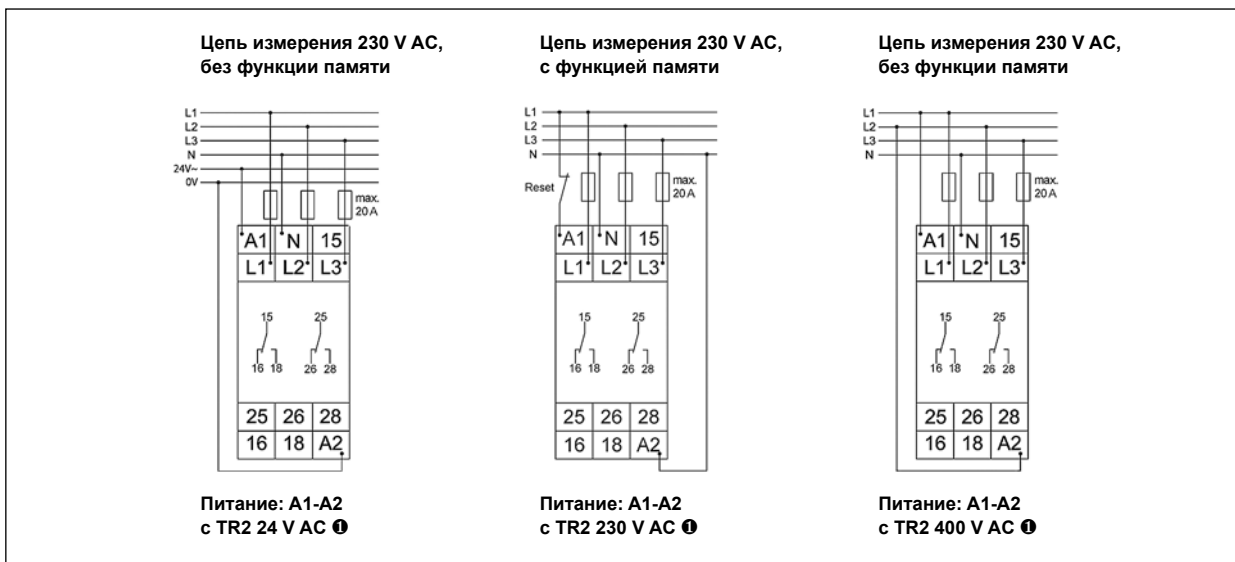 Цепь измерения 230 V AC,
без функции памяти
L1
L2
L3
N
24V~
0V
max.
20 A
A1 N 15
L1 L2 L3
15 25
16 18 26 28
25 26 28
16 18 A2
Питание: A1-A2
с TR2 24 V AC ❶
Цепь измерения 230 V AC,
с функцией памяти
L1
L2
L3
N
Reset
max.
20 A
A1 N 15
L1 L2 L3
15 25
16 18 26 28
25 26 28
16 18 A2
Питание: A1-A2
с TR2 230 V AC ❶
Цепь измерения 230 V AC,
без функции памяти
L1
L2
L3
N
max.
20 A
A1 N 15
L1 L2 L3
15 25
16 18 26 28
25 26 28
16 18 A2
Питание: A1-A2
с TR2 400 V AC ❶